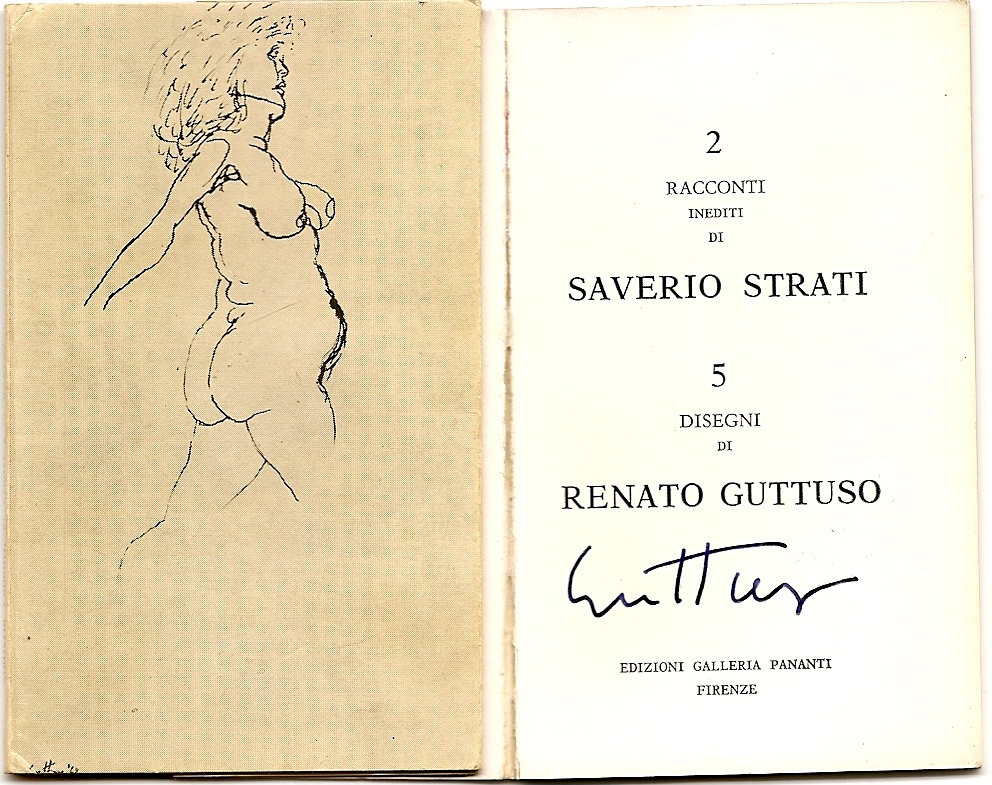 2
RACCONTI
INEDITI
DI
SAVERIO STRATI
5
DISEGNI
DI
RENATO GUTTUSO
Guttuso
EDIZIONI GALLERIA PANANTI
FIRENZE